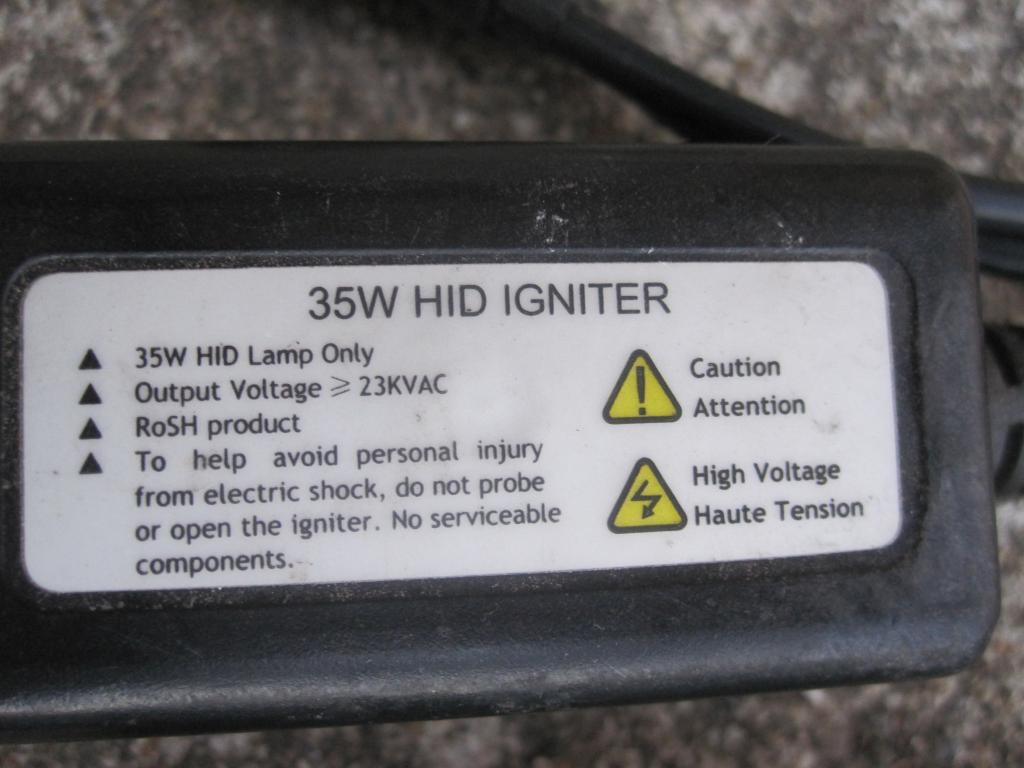 35W HID IGNITER
▲ 35W HID Lamp Only
▲ Output Voltage ⩾ 23KVAC
▲ RoSH product
▲ To help avoid personal injury
from electric shock, do not probe
or open the igniter. No serviceable
components.
Caution
Attention
High Voltage
Haute Tension